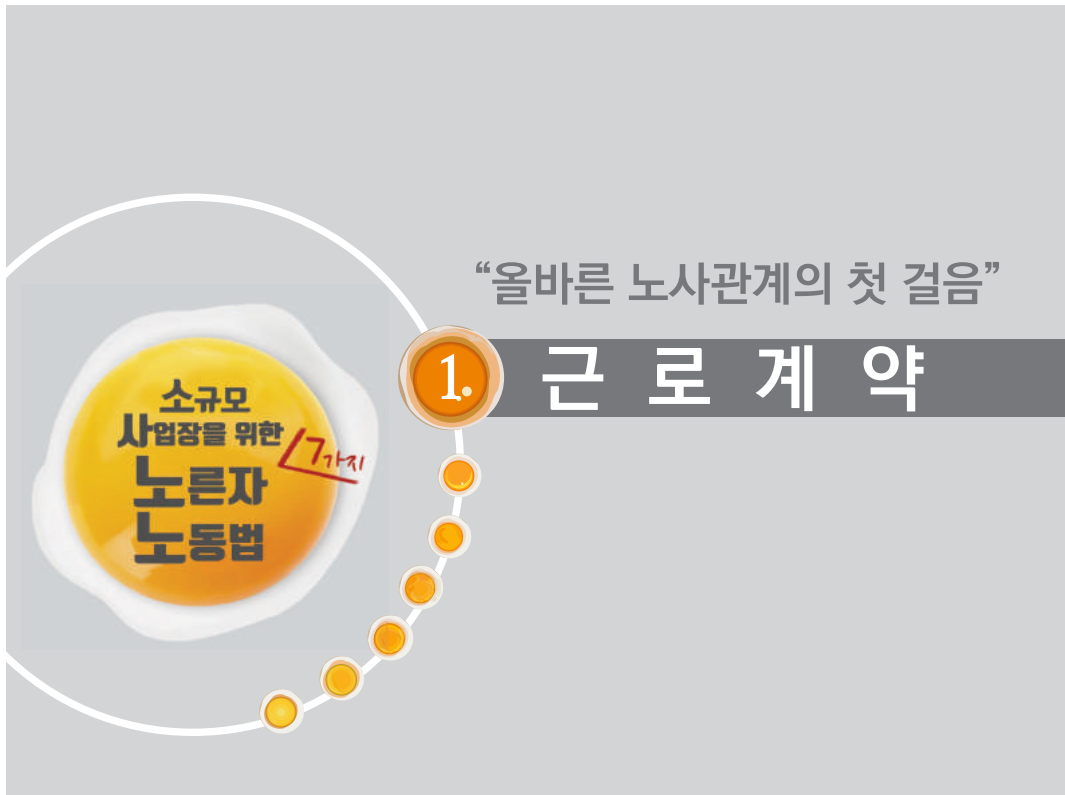 “올바른 노사관계의 첫 걸음”
1. 근로계약
소규모
사업장을 위한
7가지
노른자
노동법